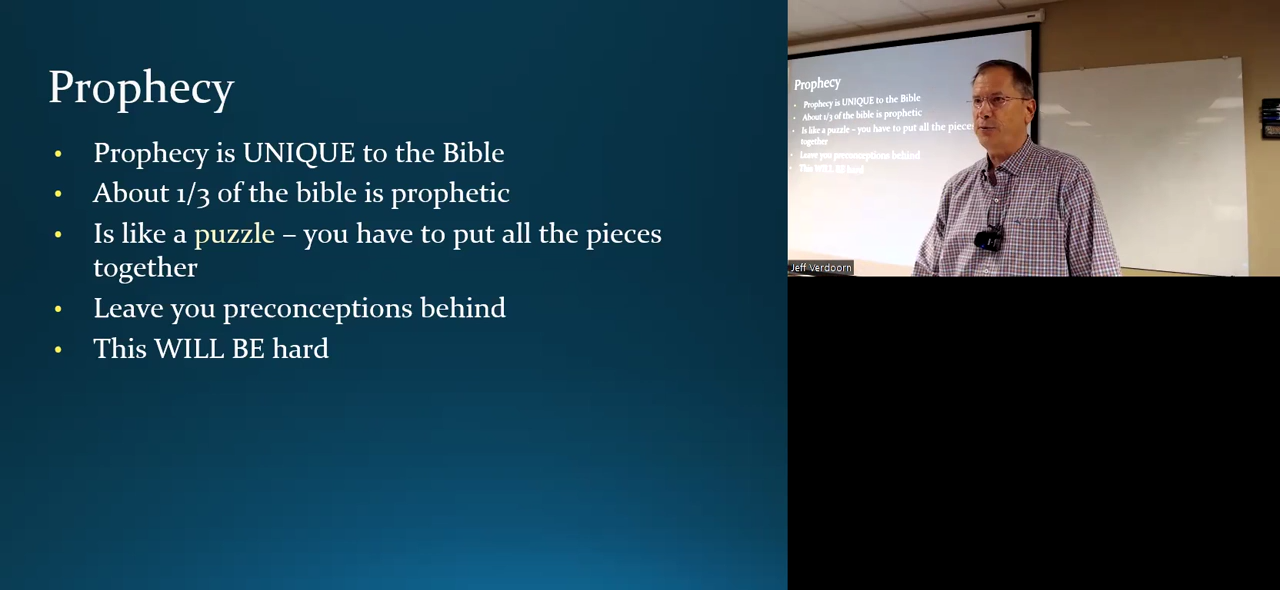 Prophecy
• Prophecy is UNIQUE to the Bible
• About 1/3 of the bible is prophetic
• Is like a puzzle – you have to put all the pieces
together
• Leave you preconceptions behind
• This WILL BE hard
Prophecy
• Prophecy is UNIQUE to the Bible
• About 1/3 of the bible is prophetic
• Is like a puzzle – you have to put all the pieces
together
• Leave you preconceptions behind
• This WILL BE hard
Jeff Verdoorn